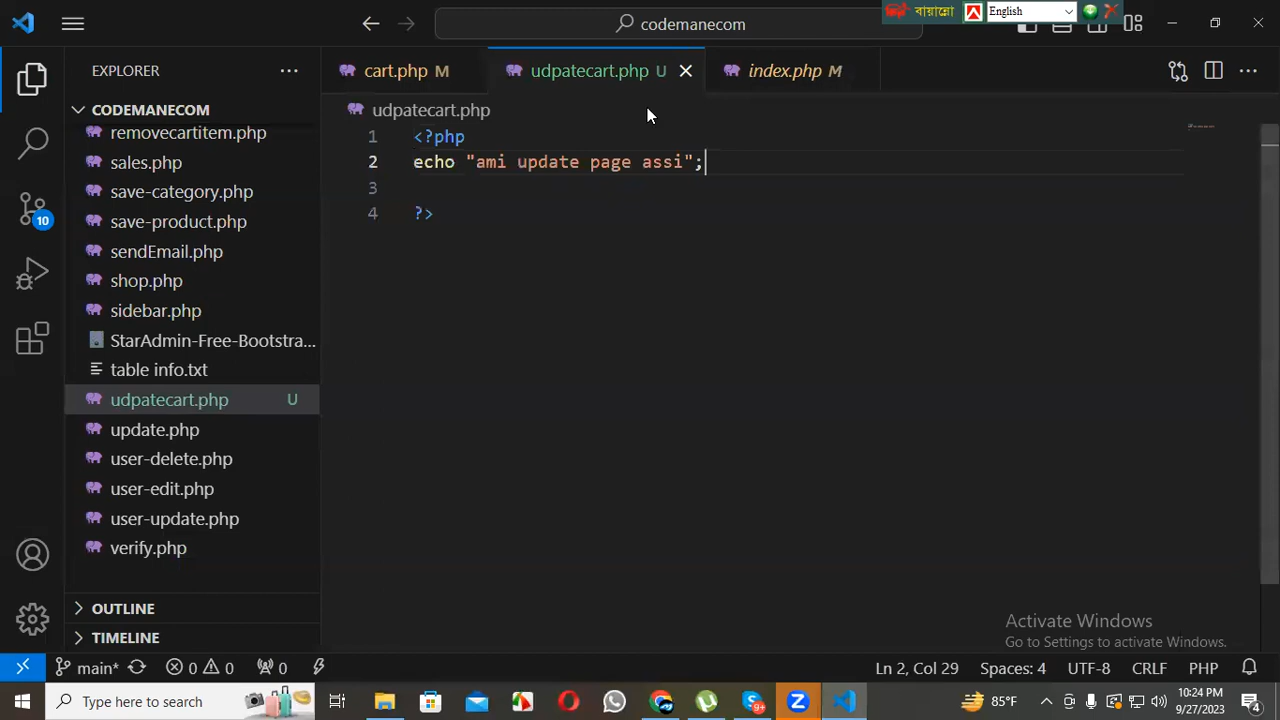 codemanecom
বায়ান্নো
English
EXPLORER
CODEMANECOM
removecartitem.php
sales.php
save-category.php
save-product.php
sendEmail.php
shop.php
sidebar.php
StarAdmin-Free-Bootstra...
table info.txt
udpatecart.php U
update.php
user-delete.php
user-edit.php
user-update.php
verify.php
OUTLINE
TIMELINE
10
cart.php M
udpatecart.php U
index.php M
udpatecart.php
1 <?php
2 echo "ami update page assi";
3
4 ?>
Activate Windows
Go to Settings to activate Windows.
main* 0 0 0
Ln 2, Col 29 Spaces: 4 UTF-8 CRLF PHP
Type here to search
9+
85°F
10:24 PM
9/27/2023
4